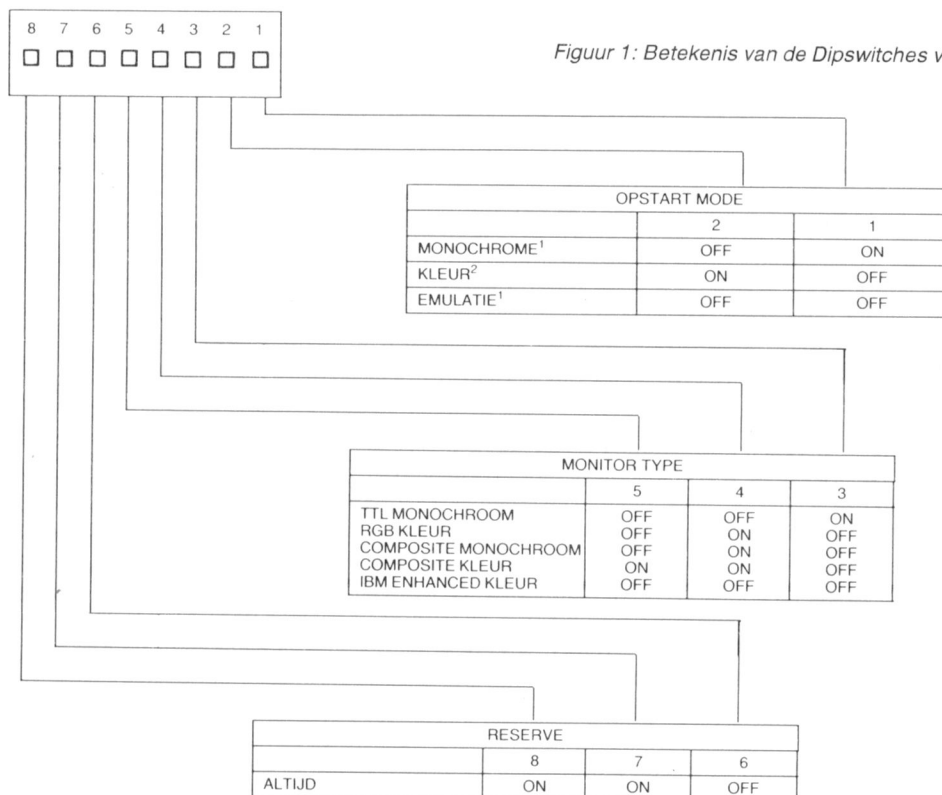 8 7 6 5 4 3 2 1
Figuur 1: Betekenis van de Dipswitches v
OPSTART MODE
2 1
MONOCHROME¹ OFF ON
KLEUR² ON OFF
EMULATIE¹ OFF OFF
MONITOR TYPE
5 4 3
TTL MONOCHROOM OFF OFF ON
RGB KLEUR OFF ON OFF
COMPOSITE MONOCHROOM OFF ON OFF
COMPOSITE KLEUR ON ON OFF
IBM ENHANCED KLEUR OFF OFF OFF
RESERVE
8 7 6
ALTIJD ON ON OFF